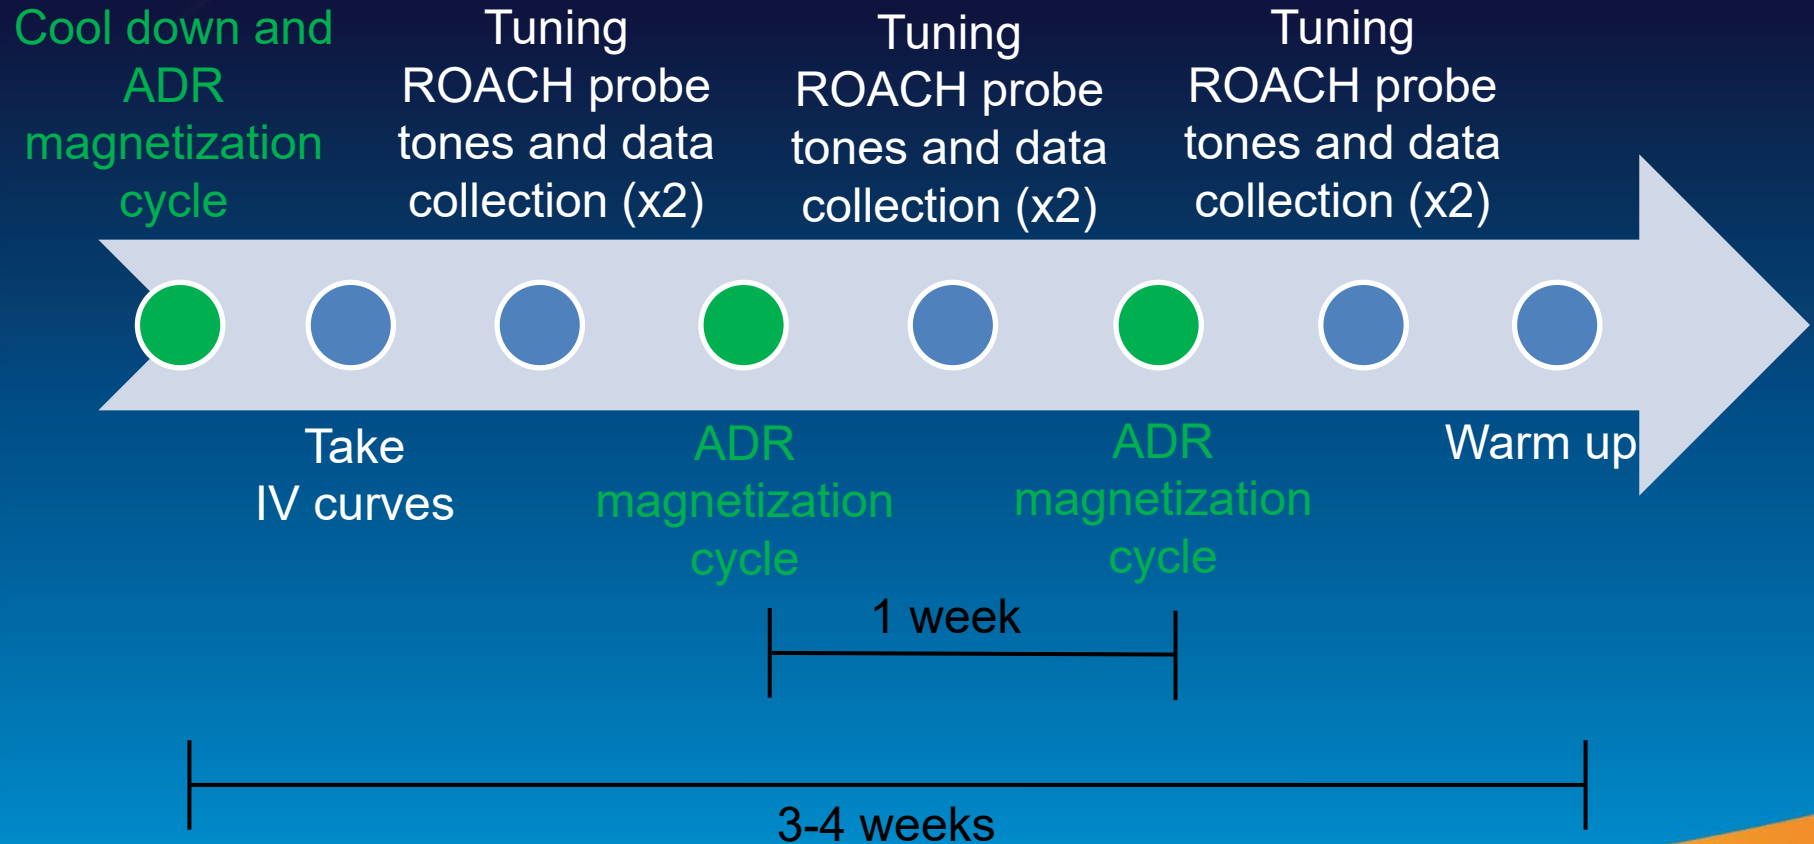 Cool down and
ADR
magnetization
cycle
Tuning
ROACH probe
tones and data
collection (x2)
Tuning
ROACH probe
tones and data
collection (x2)
Tuning
ROACH probe
tones and data
collection (x2)
Take
IV curves
ADR
magnetization
cycle
ADR
magnetization
cycle
Warm up
1 week
3-4 weeks